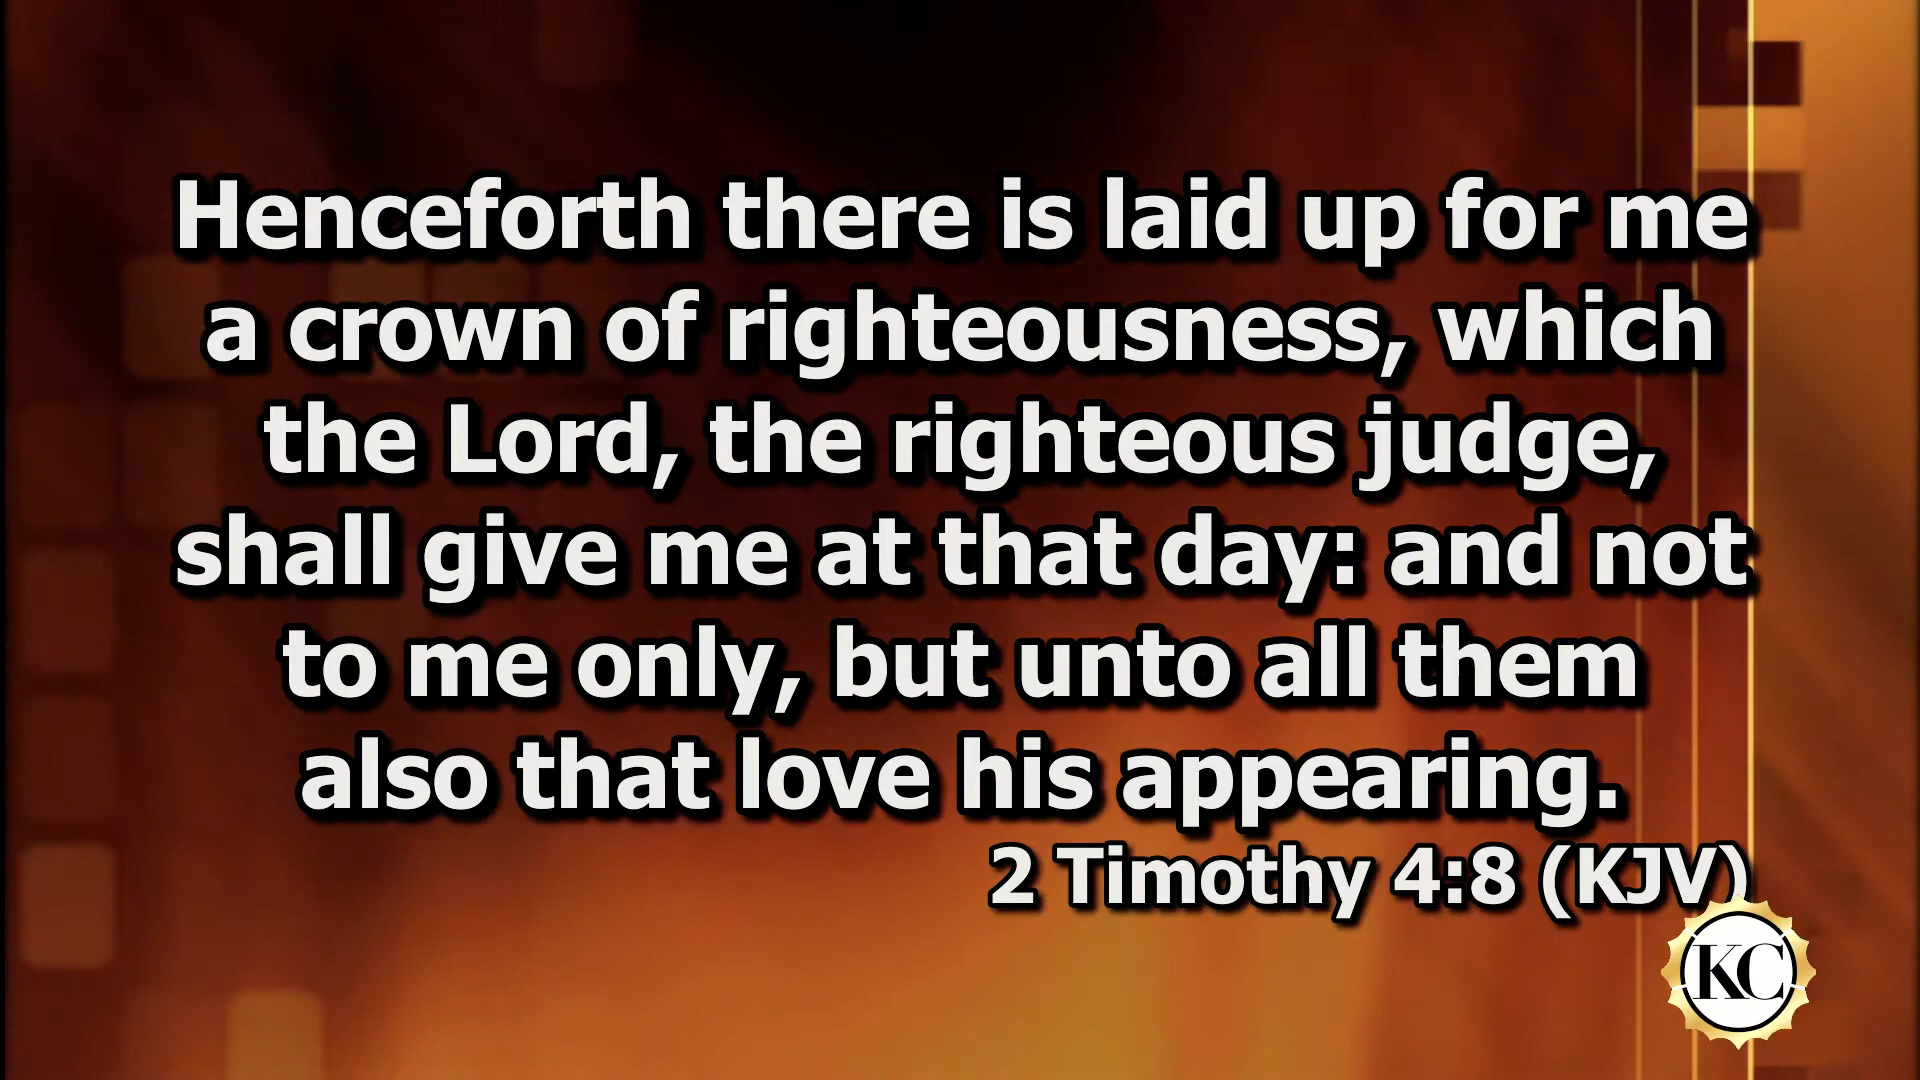 Henceforth there is laid up for me
a crown of righteousness, which
the Lord, the righteous judge,
shall give me at that day: and not
to me only, but unto all them
also that love his appearing.
2 Timothy 4:8 (KJV)
KC